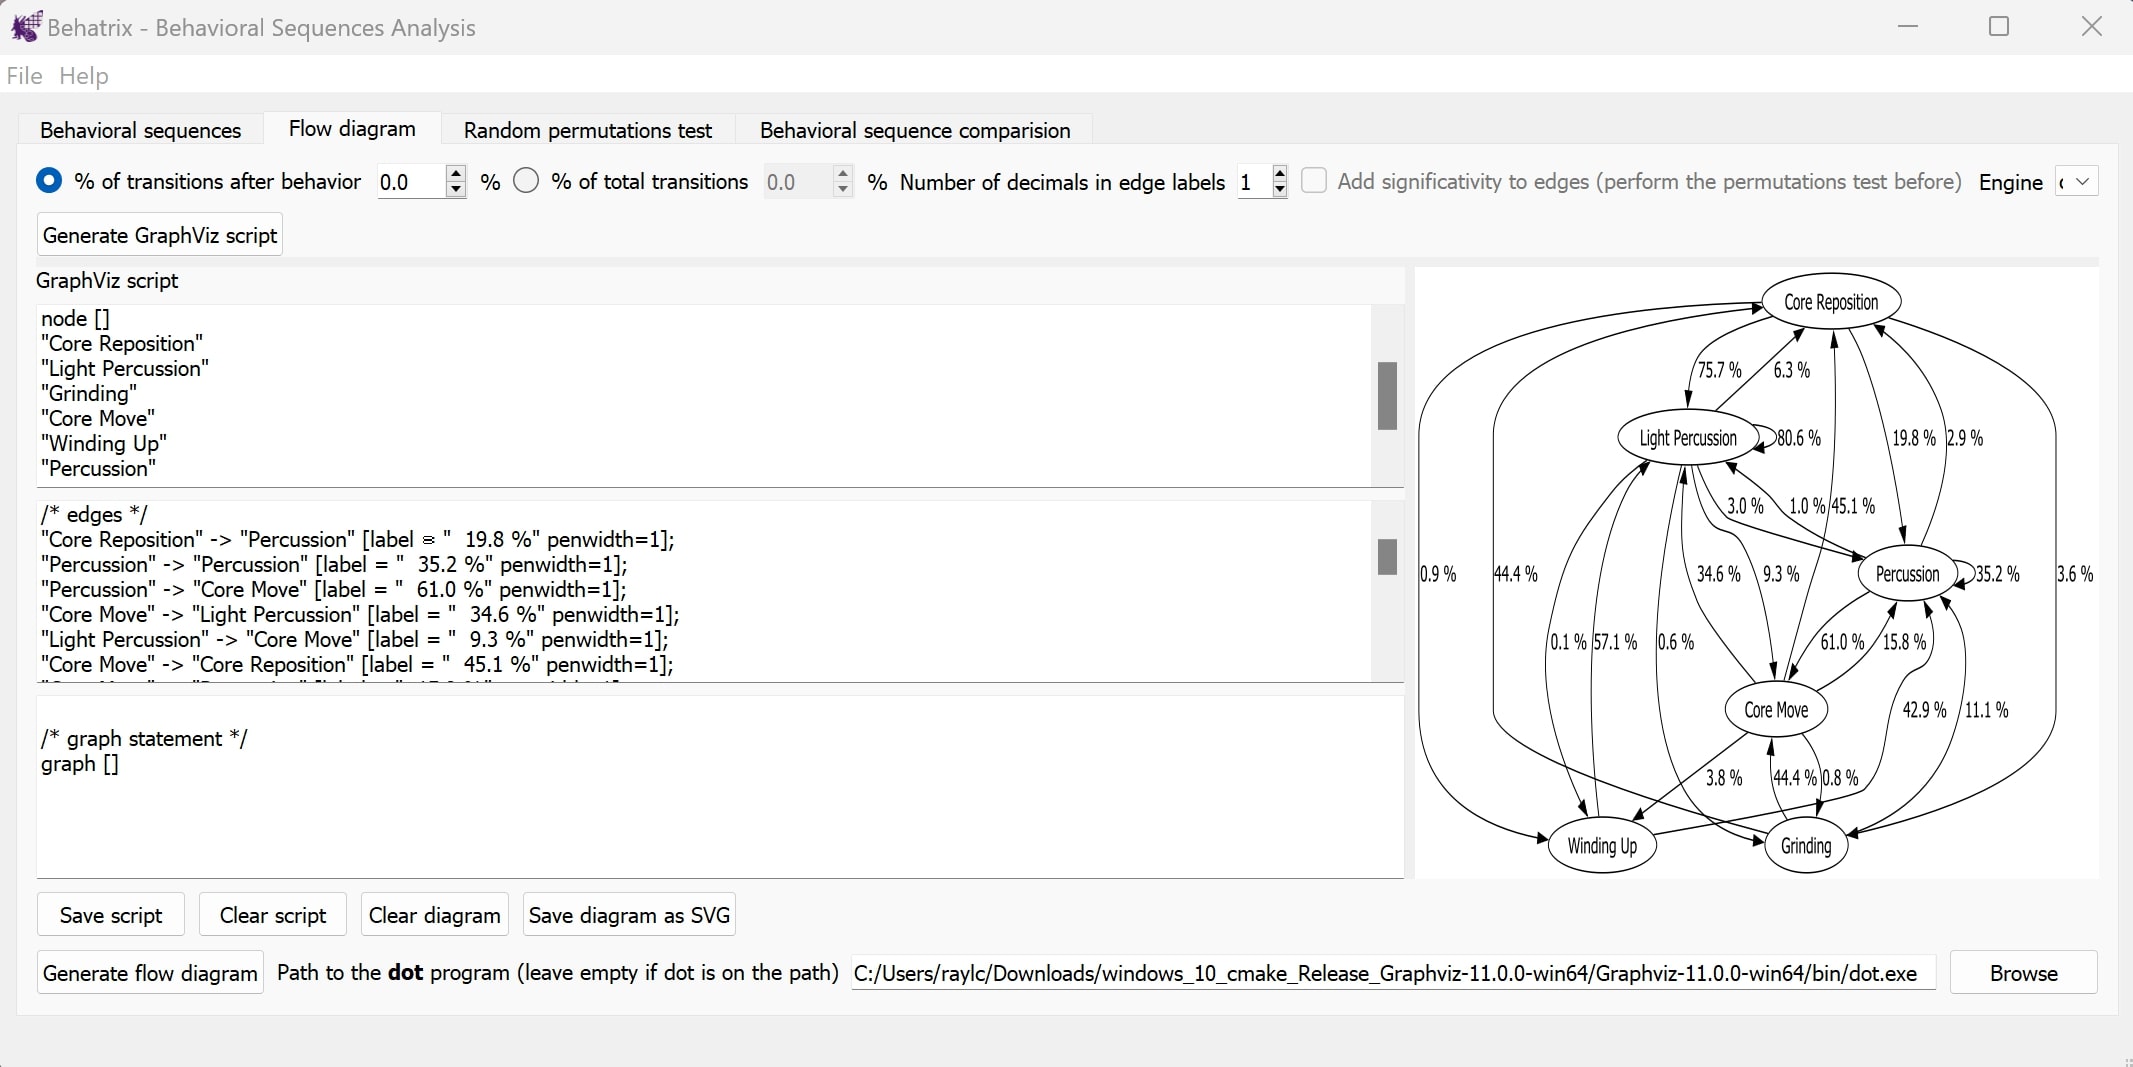 Behatrix - Behavioral Sequences Analysis
File Help
Behavioral sequences
Flow diagram
Random permutations test
Behavioral sequence comparision
% of transitions after behavior 0.0 % % of total transitions 0.0 % Number of decimals in edge labels 1 Add significativity to edges (perform the permutations test before) Engine
Generate GraphViz script
GraphViz script
node []
"Core Reposition"
"Light Percussion"
"Grinding"
"Core Move"
"Winding Up"
"Percussion"
/* edges */
"Core Reposition" -> "Percussion" [label = "  19.8 %" penwidth=1];
"Percussion" -> "Percussion" [label = "  35.2 %" penwidth=1];
"Percussion" -> "Core Move" [label = "  61.0 %" penwidth=1];
"Core Move" -> "Light Percussion" [label = "  34.6 %" penwidth=1];
"Light Percussion" -> "Core Move" [label = "  9.3 %" penwidth=1];
"Core Move" -> "Core Reposition" [label = "  45.1 %" penwidth=1];
/* graph statement */
graph []
Core Reposition
75.7 % 6.3 %
Light Percussion 80.6 % 19.8 % 2.9 %
3.0 % 1.0 % 45.1 %
0.9 % 44.4 % 34.6 % 9.3 % Percussion 35.2 % 3.6 %
0.1 % 57.1 % 0.6 % 61.0 % 15.8 %
Core Move 42.9 % 11.1 %
3.8 % 44.4 % 0.8 %
Winding Up Grinding
Save script
Clear script
Clear diagram
Save diagram as SVG
Generate flow diagram Path to the dot program (leave empty if dot is on the path) C:/Users/raylc/Downloads/windows_10_cmake_Release_Graphviz-11.0.0-win64/Graphviz-11.0.0-win64/bin/dot.exe Browse